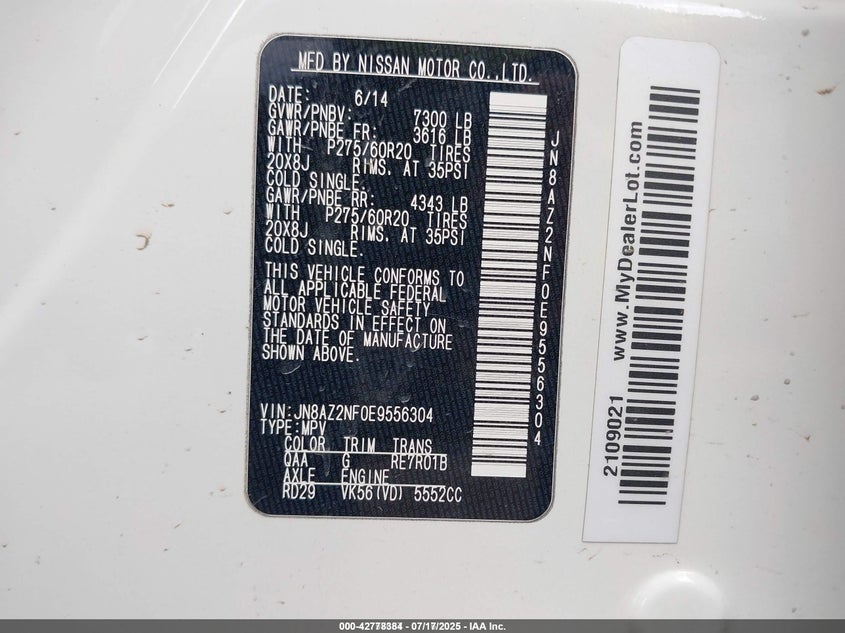 MFD BY NISSAN MOTOR CO.,LTD.
DATE: 6/14
GVWR/PNBV: 7300 LB
GAWR/PNBE FR: 3616 LB
WITH P275/60R20 TIRES
20X8J RIMS. AT 35PSI
COLD SINGLE.
GAWR/PNBE RR: 4343 LB
WITH P275/60R20 TIRES
20X8J RIMS. AT 35PSI
COLD SINGLE.
THIS VEHICLE CONFORMS TO
ALL APPLICABLE FEDERAL
MOTOR VEHICLE SAFETY
STANDARDS IN EFFECT ON
THE DATE OF MANUFACTURE
SHOWN ABOVE.
VIN:JN8AZ2NF0E9556304
TYPE:MPV
COLOR TRIM TRANS
QAA G RE7R01B
AXLE ENGINE
RD29 VK56(VD) 5552CC
JN8AZ2NF0E9556304
2109021 www.MyDealerLot.com
000-42778384 - 07/17/2025 - IAA Inc.